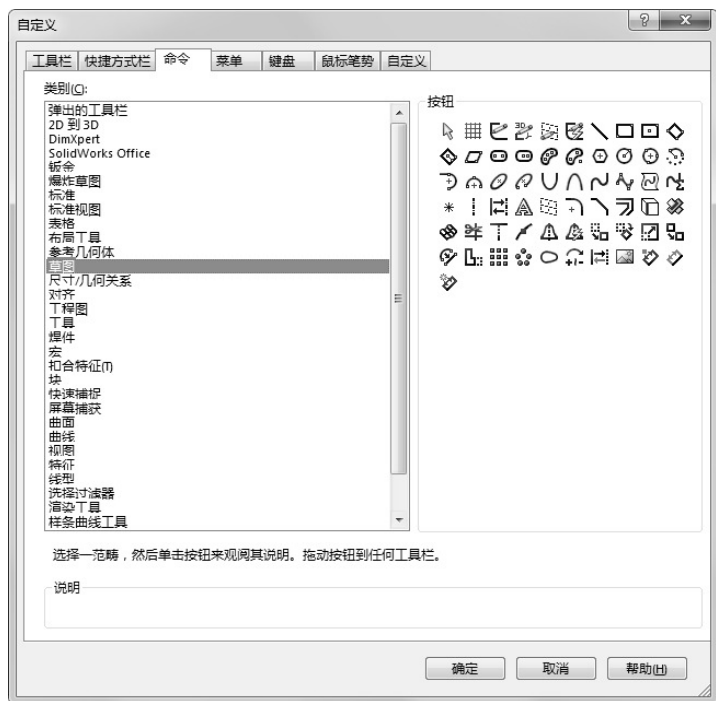 自定义
工具栏 快捷方式栏 命令 菜单 键盘 鼠标笔势 自定义
类别(C):
弹出的工具栏
2D 到 3D
DimXpert
SolidWorks Office
钣金
爆炸草图
标准
标准视图
表格
布局工具
参考几何体
草图
尺寸/几何关系
对齐
工程图
工具
焊件
宏
扣合特征(T)
块
快速捕捉
屏幕捕获
曲面
曲线
视图
特征
线型
选择过滤器
渲染工具
样条曲线工具
按钮
选择一范畴，然后单击按钮来观阅其说明。拖动按钮到任何工具栏。
说明
确定 取消 帮助(H)